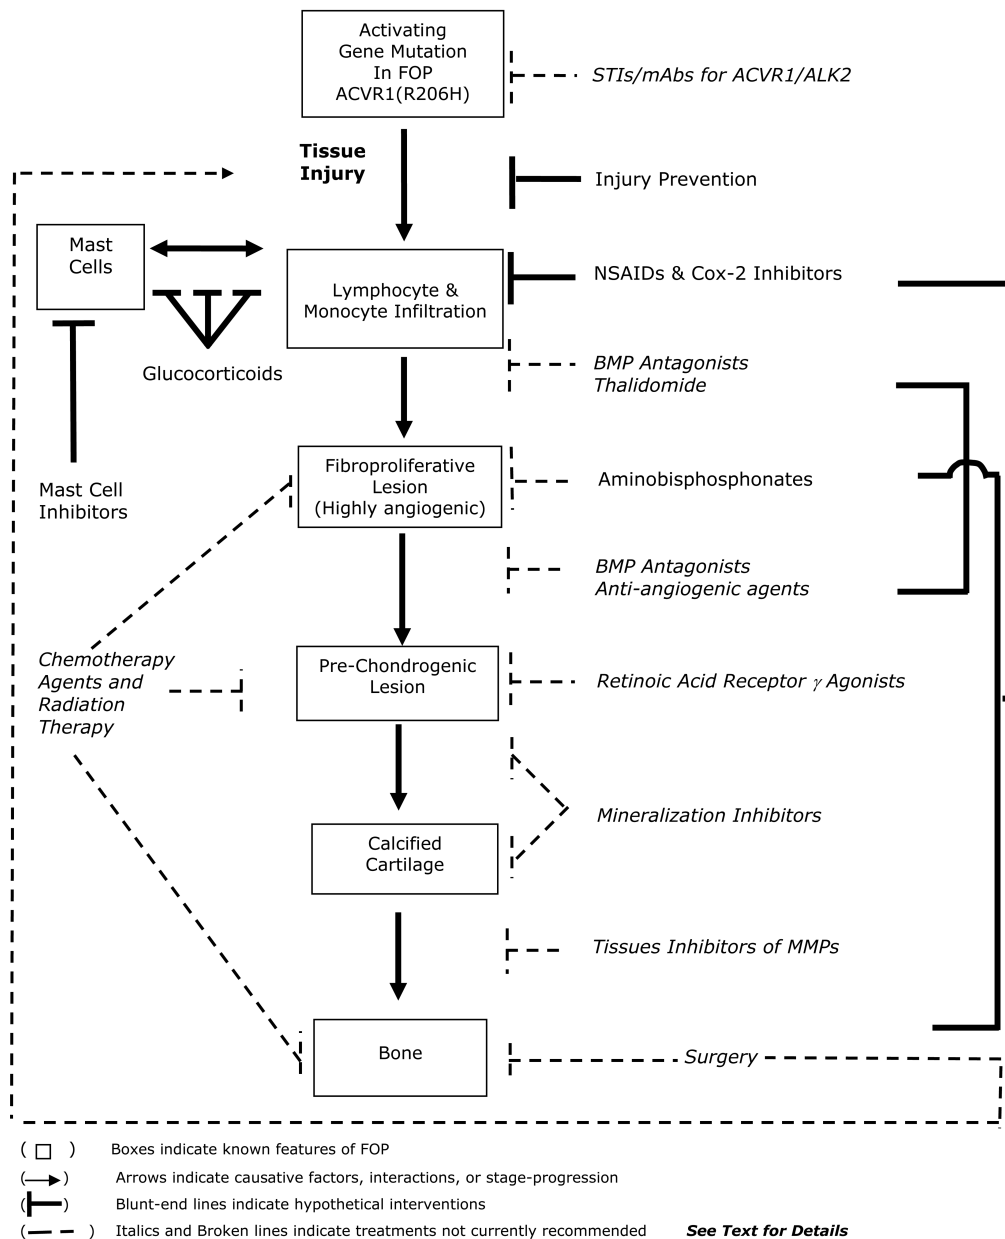 Activating
Gene Mutation
In FOP
ACVR1(R206H)
STIs/mAbs for ACVR1/ALK2
Tissue
Injury
Injury Prevention
Mast
Cells
Lymphocyte &
Monocyte Infiltration
NSAIDs & Cox-2 Inhibitors
Glucocorticoids
BMP Antagonists
Thalidomide
Mast Cell
Inhibitors
Fibroproliferative
Lesion
(Highly angiogenic)
Aminobisphosphonates
BMP Antagonists
Anti-angiogenic agents
Chemotherapy
Agents and
Radiation
Therapy
Pre-Chondrogenic
Lesion
Retinoic Acid Receptor γ Agonists
Mineralization Inhibitors
Calcified
Cartilage
Tissues Inhibitors of MMPs
Bone
Surgery
( ) Boxes indicate known features of FOP
( ) Arrows indicate causative factors, interactions, or stage-progression
( ) Blunt-end lines indicate hypothetical interventions
( ) Italics and Broken lines indicate treatments not currently recommended See Text for Details